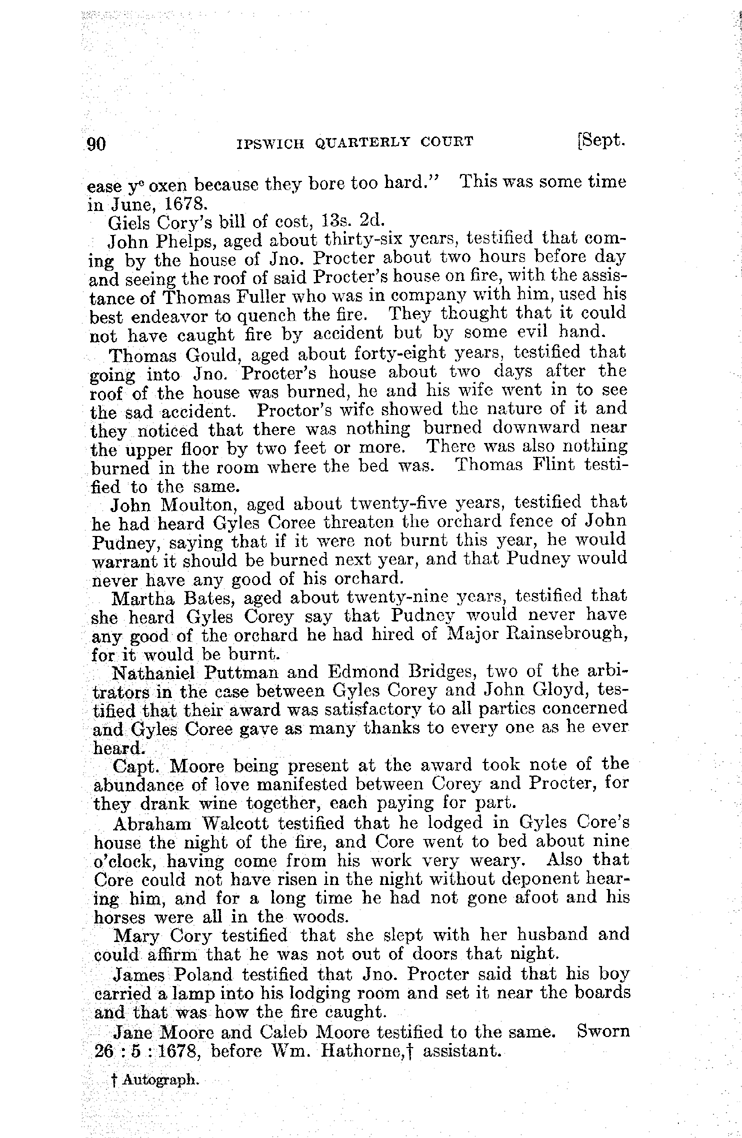 90 IPSWICH QUARTERLY COURT [Sept.
ease yᵉ oxen because they bore too hard." This was some time
in June, 1678.
Giels Cory's bill of cost, 13s. 2d.
John Phelps, aged about thirty-six years, testified that com-
ing by the house of Jno. Procter about two hours before day
and seeing the roof of said Procter's house on fire, with the assis-
tance of Thomas Fuller who was in company with him, used his
best endeavor to quench the fire. They thought that it could
not have caught fire by accident but by some evil hand.
Thomas Gould, aged about forty-eight years, testified that
going into Jno. Procter's house about two days after the
roof of the house was burned, he and his wife went in to see
the sad accident. Proctor's wife showed the nature of it and
they noticed that there was nothing burned downward near
the upper floor by two feet or more. There was also nothing
burned in the room where the bed was. Thomas Flint testi-
fied to the same.
John Moulton, aged about twenty-five years, testified that
he had heard Gyles Coree threaten the orchard fence of John
Pudney, saying that if it were not burnt this year, he would
warrant it should be burned next year, and that Pudney would
never have any good of his orchard.
Martha Bates, aged about twenty-nine years, testified that
she heard Gyles Corey say that Pudney would never have
any good of the orchard he had hired of Major Rainsebrough,
for it would be burnt.
Nathaniel Puttman and Edmond Bridges, two of the arbi-
trators in the case between Gyles Corey and John Gloyd, tes-
tified that their award was satisfactory to all parties concerned
and Gyles Coree gave as many thanks to every one as he ever
heard.
Capt. Moore being present at the award took note of the
abundance of love manifested between Corey and Procter, for
they drank wine together, each paying for part.
Abraham Walcott testified that he lodged in Gyles Core's
house the night of the fire, and Core went to bed about nine
o'clock, having come from his work very weary. Also that
Core could not have risen in the night without deponent hear-
ing him, and for a long time he had not gone afoot and his
horses were all in the woods.
Mary Cory testified that she slept with her husband and
could affirm that he was not out of doors that night.
James Poland testified that Jno. Procter said that his boy
carried a lamp into his lodging room and set it near the boards
and that was how the fire caught.
Jane Moore and Caleb Moore testified to the same. Sworn
26 : 5 : 1678, before Wm. Hathorne,† assistant.
† Autograph.